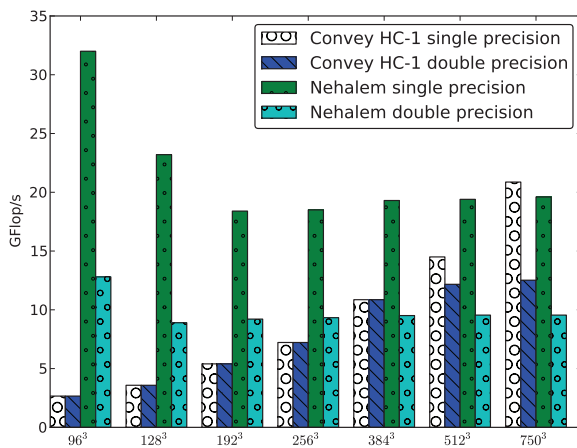 35
30
25
20
15
10
5
0
GFlop/s
Convey HC-1 single precision
Convey HC-1 double precision
Nehalem single precision
Nehalem double precision
96³ 128³ 192³ 256³ 384³ 512³ 750³